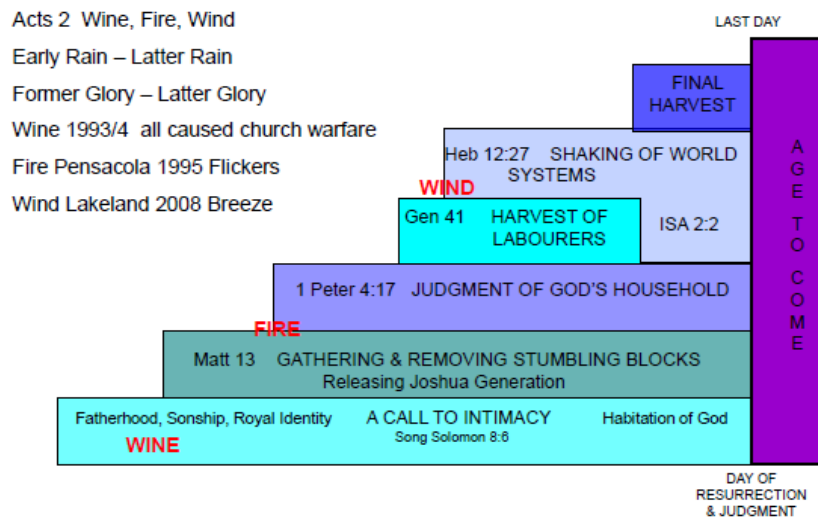 Acts 2  Wine, Fire, Wind
Early Rain – Latter Rain
Former Glory – Latter Glory
Wine 1993/4  all caused church warfare
Fire Pensacola 1995 Flickers
Wind Lakeland 2008 Breeze
LAST DAY
FINAL
HARVEST
Heb 12:27    SHAKING OF WORLD
SYSTEMS
WIND
Gen 41    HARVEST OF
LABOURERS
ISA 2:2
1 Peter 4:17   JUDGMENT OF GOD'S HOUSEHOLD
FIRE
Matt 13    GATHERING & REMOVING STUMBLING BLOCKS
Releasing Joshua Generation
Fatherhood, Sonship, Royal Identity    A CALL TO INTIMACY    Habitation of God
Song Solomon 8:6
WINE
AGE TO COME
DAY OF
RESURRECTION
& JUDGMENT